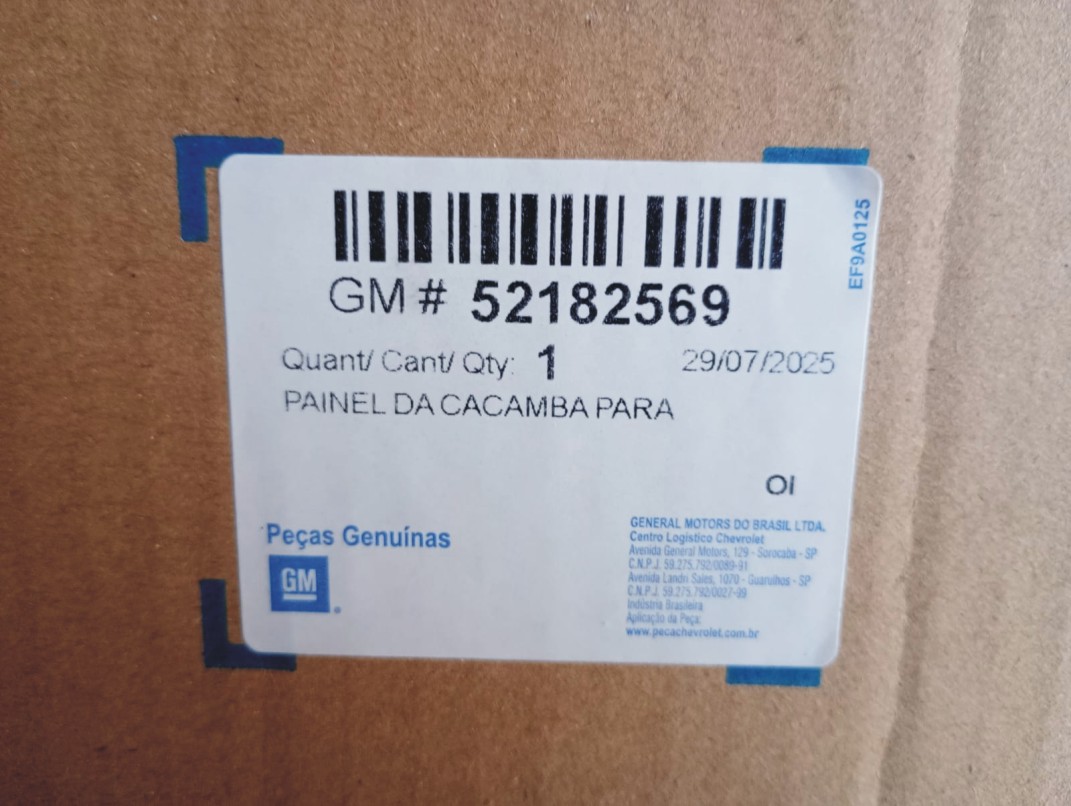 GM # 52182569
Quant/ Cant/ Qty: 1 29/07/2025
PAINEL DA CACAMBA PARA
OI
EF9A0125
Peças Genuínas
GM
GENERAL MOTORS DO BRASIL LTDA.
Centro Logístico Chevrolet
Avenida General Motors, 129 - Sorocaba - SP
C.N.P.J. 59.275.792/0089-91
Avenida Landri Sales, 1070 - Guarulhos - SP
C.N.P.J. 59.275.792/0027-99
Indústria Brasileira
Aplicação da Peça:
www.pecachevrolet.com.br